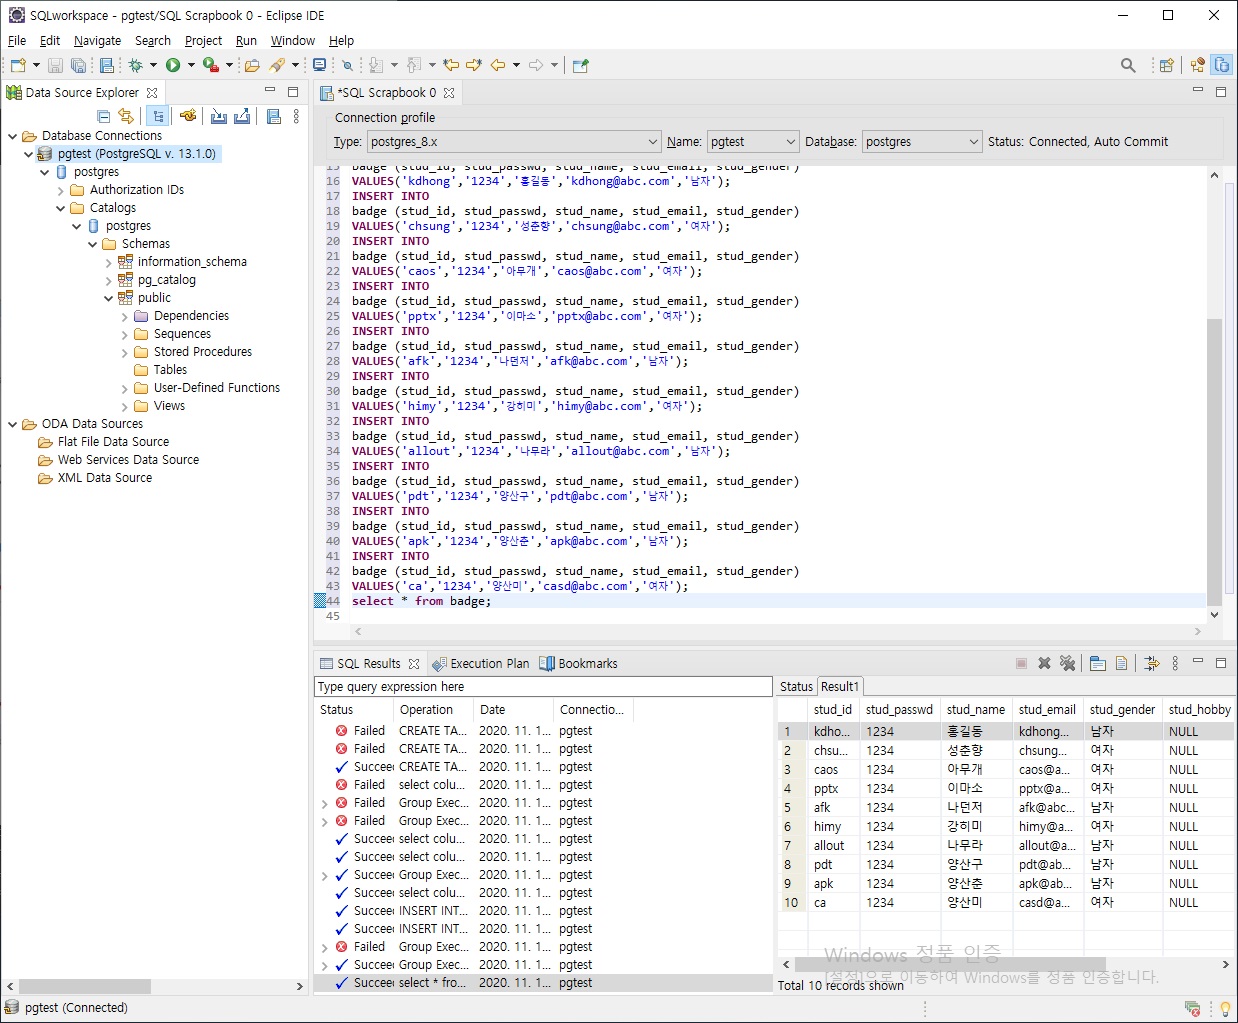 SQLworkspace - pgtest/SQL Scrapbook 0 - Eclipse IDE
File Edit Navigate Search Project Run Window Help
Data Source Explorer
Database Connections
pgtest (PostgreSQL v. 13.1.0)
postgres
Authorization IDs
Catalogs
postgres
Schemas
information_schema
pg_catalog
public
Dependencies
Sequences
Stored Procedures
Tables
User-Defined Functions
Views
ODA Data Sources
Flat File Data Source
Web Services Data Source
XML Data Source
*SQL Scrapbook 0
Connection profile
Type: postgres_8.x Name: pgtest Database: postgres Status: Connected, Auto Commit
15 badge (stud_id, stud_passwd, stud_name, stud_email, stud_gender)
16 VALUES('kdhong','1234','홍길동','kdhong@abc.com','남자');
17 INSERT INTO
18 badge (stud_id, stud_passwd, stud_name, stud_email, stud_gender)
19 VALUES('chsung','1234','성춘향','chsung@abc.com','여자');
20 INSERT INTO
21 badge (stud_id, stud_passwd, stud_name, stud_email, stud_gender)
22 VALUES('caos','1234','아무개','caos@abc.com','여자');
23 INSERT INTO
24 badge (stud_id, stud_passwd, stud_name, stud_email, stud_gender)
25 VALUES('pptx','1234','이마소','pptx@abc.com','여자');
26 INSERT INTO
27 badge (stud_id, stud_passwd, stud_name, stud_email, stud_gender)
28 VALUES('afk','1234','나던저','afk@abc.com','남자');
29 INSERT INTO
30 badge (stud_id, stud_passwd, stud_name, stud_email, stud_gender)
31 VALUES('himy','1234','강히미','himy@abc.com','여자');
32 INSERT INTO
33 badge (stud_id, stud_passwd, stud_name, stud_email, stud_gender)
34 VALUES('allout','1234','나무라','allout@abc.com','남자');
35 INSERT INTO
36 badge (stud_id, stud_passwd, stud_name, stud_email, stud_gender)
37 VALUES('pdt','1234','양산구','pdt@abc.com','남자');
38 INSERT INTO
39 badge (stud_id, stud_passwd, stud_name, stud_email, stud_gender)
40 VALUES('apk','1234','양산춘','apk@abc.com','남자');
41 INSERT INTO
42 badge (stud_id, stud_passwd, stud_name, stud_email, stud_gender)
43 VALUES('ca','1234','양산미','casd@abc.com','여자');
44 select * from badge;
45
SQL Results Execution Plan Bookmarks
Type query expression here
Status Operation Date Connectio...
Failed CREATE TA... 2020. 11. 1... pgtest
Failed CREATE TA... 2020. 11. 1... pgtest
Succee CREATE TA... 2020. 11. 1... pgtest
Failed select colu... 2020. 11. 1... pgtest
Failed Group Exec... 2020. 11. 1... pgtest
Failed Group Exec... 2020. 11. 1... pgtest
Succee select colu... 2020. 11. 1... pgtest
Succee select colu... 2020. 11. 1... pgtest
Succee Group Exec... 2020. 11. 1... pgtest
Succee select colu... 2020. 11. 1... pgtest
Succee INSERT INT... 2020. 11. 1... pgtest
Succee INSERT INT... 2020. 11. 1... pgtest
Failed Group Exec... 2020. 11. 1... pgtest
Succee Group Exec... 2020. 11. 1... pgtest
Succee select * fro... 2020. 11. 1... pgtest
Status Result1
stud_id stud_passwd stud_name stud_email stud_gender stud_hobby
1 kdho... 1234 홍길동 kdhong... 남자 NULL
2 chsu... 1234 성춘향 chsung... 여자 NULL
3 caos 1234 아무개 caos@a... 여자 NULL
4 pptx 1234 이마소 pptx@a... 여자 NULL
5 afk 1234 나던저 afk@abc... 남자 NULL
6 himy 1234 강히미 himy@a... 여자 NULL
7 allout 1234 나무라 allout@a... 남자 NULL
8 pdt 1234 양산구 pdt@ab... 남자 NULL
9 apk 1234 양산춘 apk@ab... 남자 NULL
10 ca 1234 양산미 casd@a... 여자 NULL
Windows 정품 인증
[설정]으로 이동하여 Windows를 정품 인증합니다.
Total 10 records shown
pgtest (Connected)